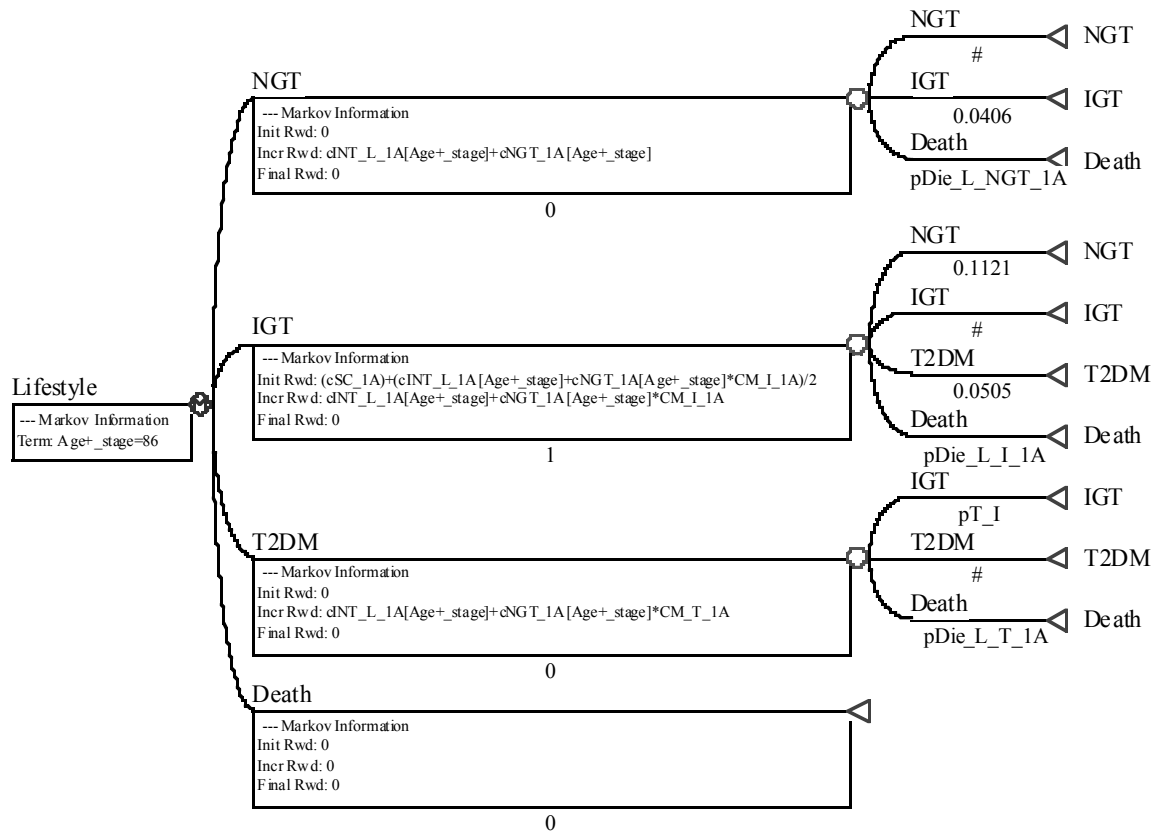 Lifestyle
--- Markov Information
Term: Age+_stage=86
NGT
--- Markov Information
Init Rwd: 0
Incr Rwd: cINT_L_1A[Age+_stage]+cNGT_1A[Age+_stage]
Final Rwd: 0
0
NGT
#
NGT
IGT
0.0406
IGT
Death
pDie_L_NGT_1A
Death
IGT
--- Markov Information
Init Rwd: (cSC_1A)+(cINT_L_1A[Age+_stage]+cNGT_1A[Age+_stage]*CM_I_1A)/2
Incr Rwd: cINT_L_1A[Age+_stage]+cNGT_1A[Age+_stage]*CM_I_1A
Final Rwd: 0
1
NGT
0.1121
NGT
IGT
#
IGT
T2DM
0.0505
T2DM
Death
pDie_L_I_1A
Death
T2DM
--- Markov Information
Init Rwd: 0
Incr Rwd: cINT_L_1A[Age+_stage]+cNGT_1A[Age+_stage]*CM_T_1A
Final Rwd: 0
0
IGT
pT_I
IGT
T2DM
#
T2DM
Death
pDie_L_T_1A
Death
Death
--- Markov Information
Init Rwd: 0
Incr Rwd: 0
Final Rwd: 0
0